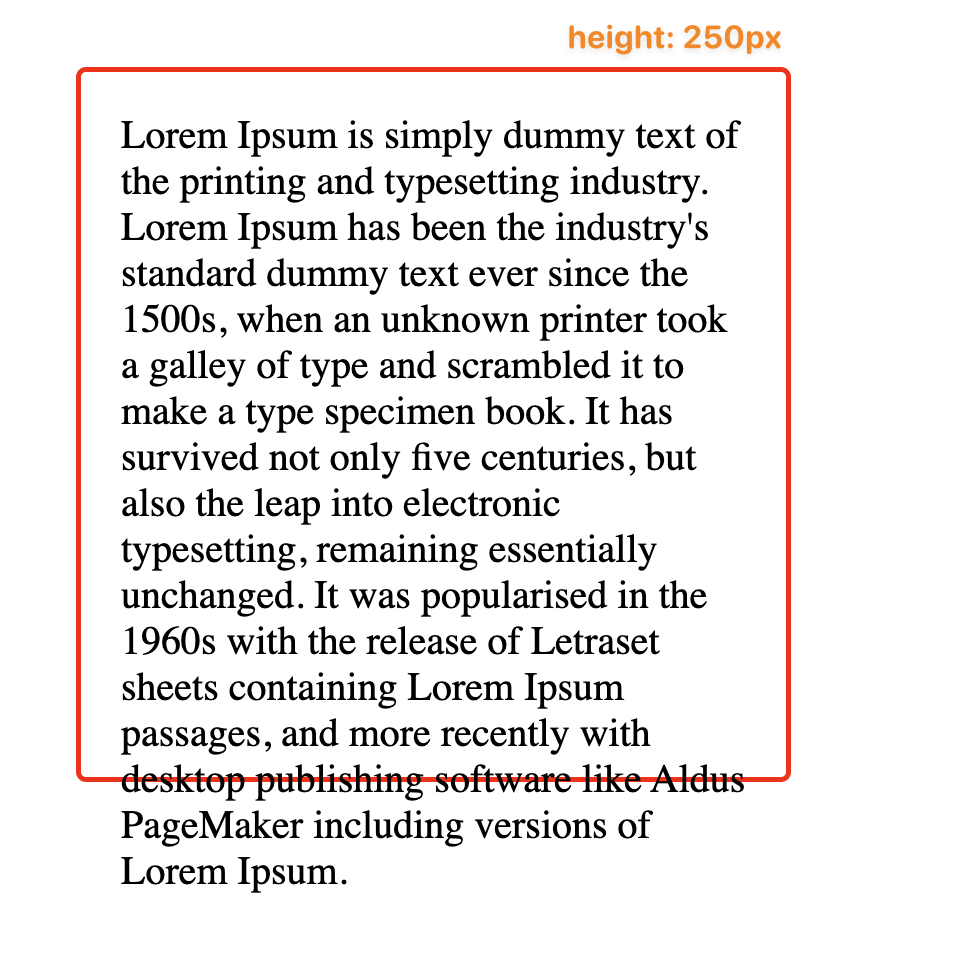 height: 250px
Lorem Ipsum is simply dummy text of
the printing and typesetting industry.
Lorem Ipsum has been the industry's
standard dummy text ever since the
1500s, when an unknown printer took
a galley of type and scrambled it to
make a type specimen book. It has
survived not only five centuries, but
also the leap into electronic
typesetting, remaining essentially
unchanged. It was popularised in the
1960s with the release of Letraset
sheets containing Lorem Ipsum
passages, and more recently with
desktop publishing software like Aldus
PageMaker including versions of
Lorem Ipsum.